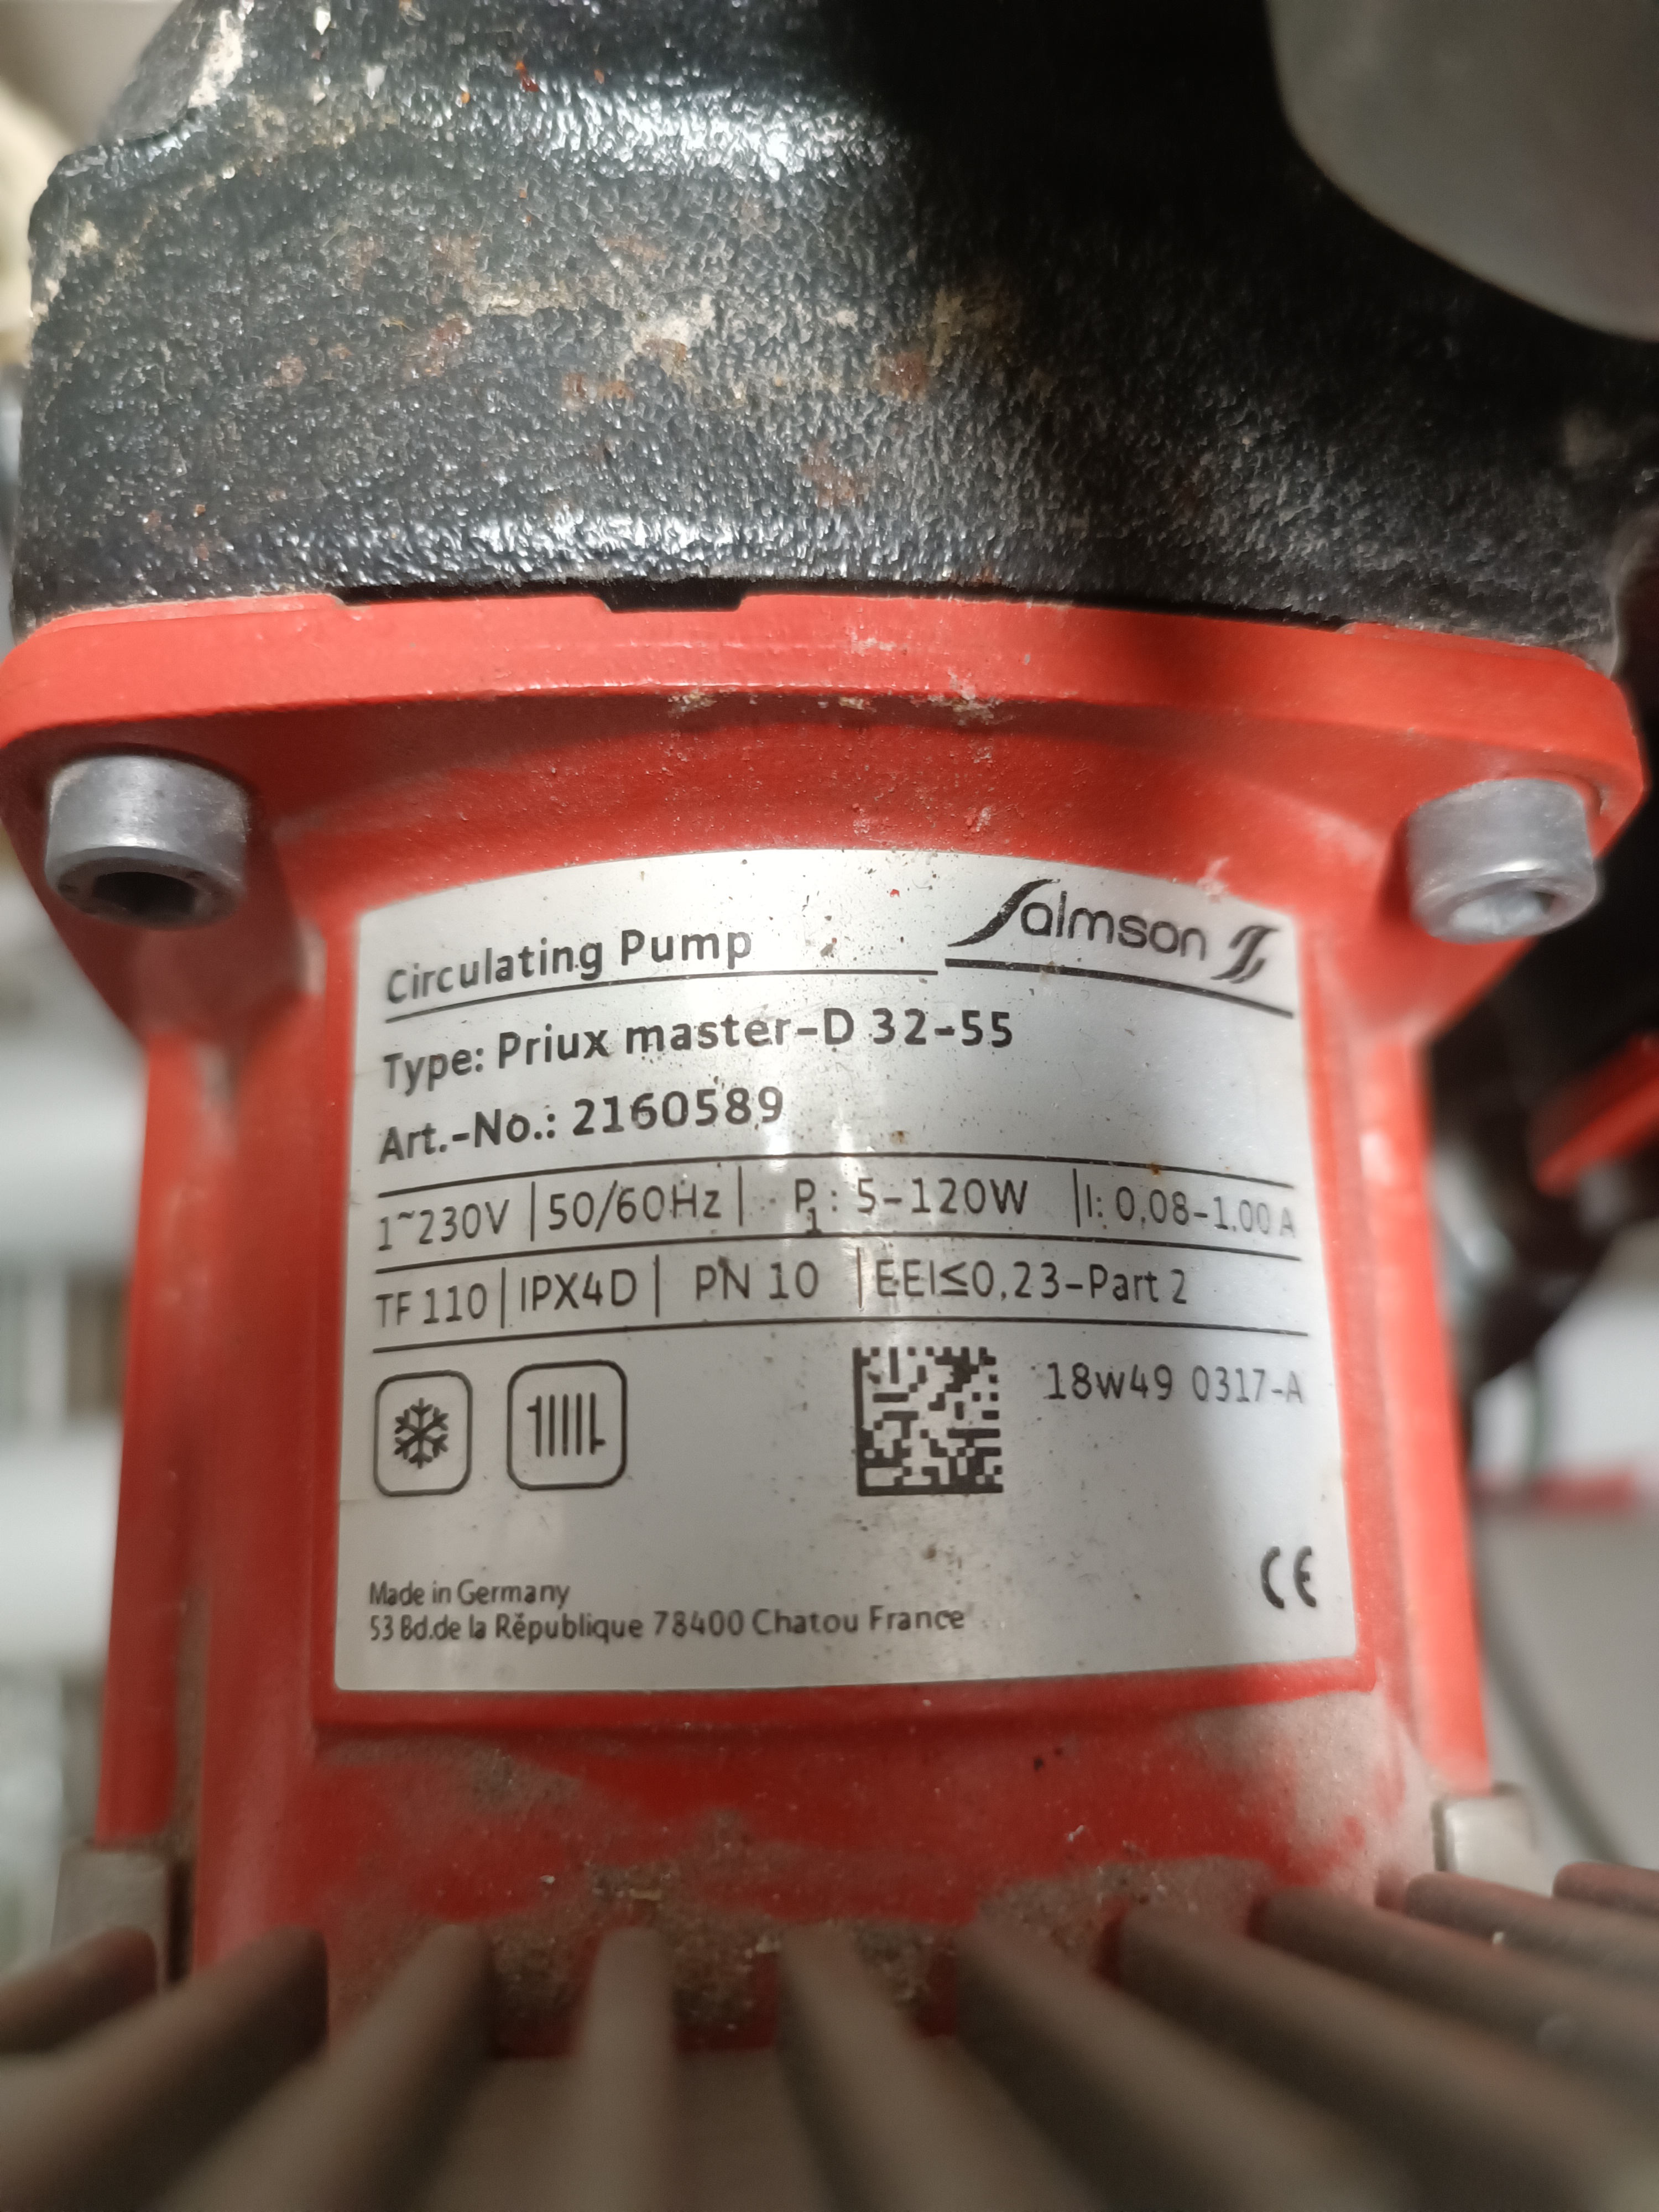 Circulating Pump
Salmson
Type: Priux master-D 32-55
Art.-No.: 2160589
1~230V | 50/60Hz | P1: 5-120W | I: 0,08-1,00 A
TF 110 | IPX4D | PN 10 | EEI≤0,23-Part 2
18w49 0317-A
CE
Made in Germany
53 Bd.de la République 78400 Chatou France